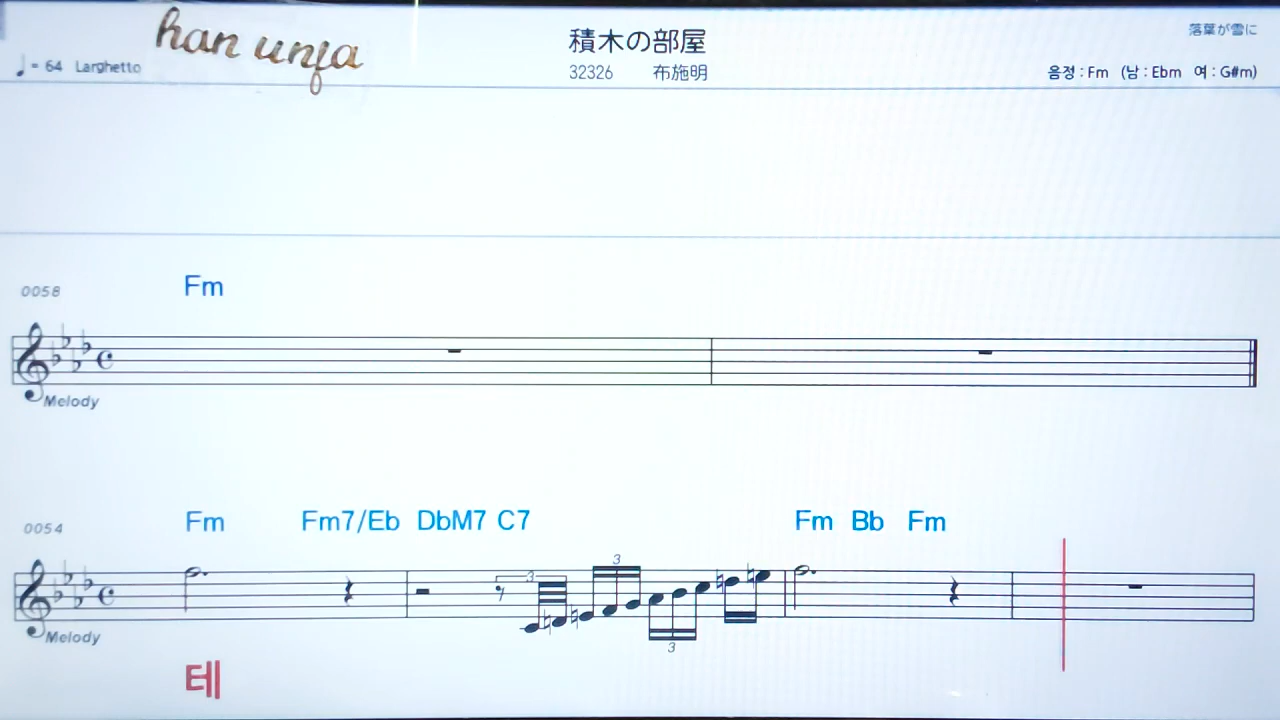 han unja
積木の部屋
落葉が雪に
♩= 64 Larghetto
32326 布施明
음정 : Fm (남 : Ebm 여 : G#m)
0058
Fm
Melody
0054
Fm Fm7/Eb DbM7 C7 Fm Bb Fm
3 3
3
Melody
테